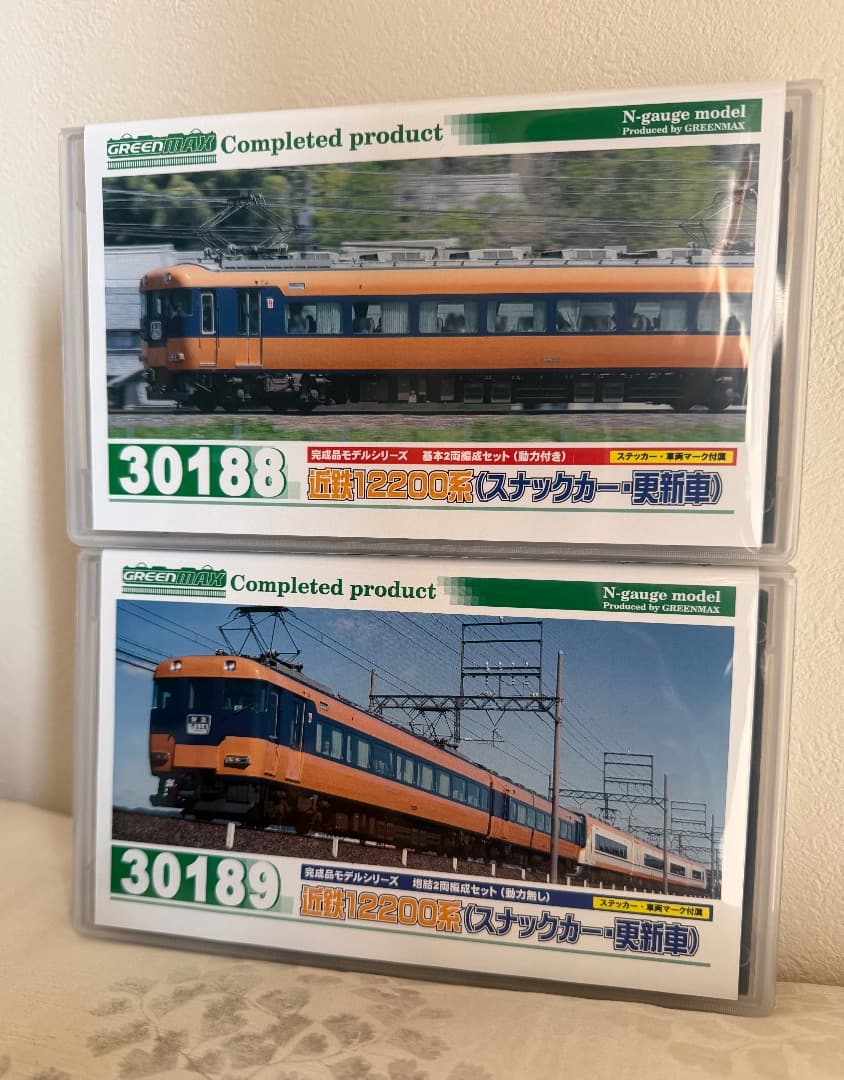 GREENMAX Completed product
N-gauge model
Produced by GREENMAX
30188
完成品モデルシリーズ 基本2両編成セット(動力付き)
ステッカー・車両マーク付属
近鉄12200系(スナックカー・更新車)
GREENMAX Completed product
N-gauge model
Produced by GREENMAX
特急
30189
完成品モデルシリーズ 増結2両編成セット(動力無し)
ステッカー・車両マーク付属
近鉄12200系(スナックカー・更新車)